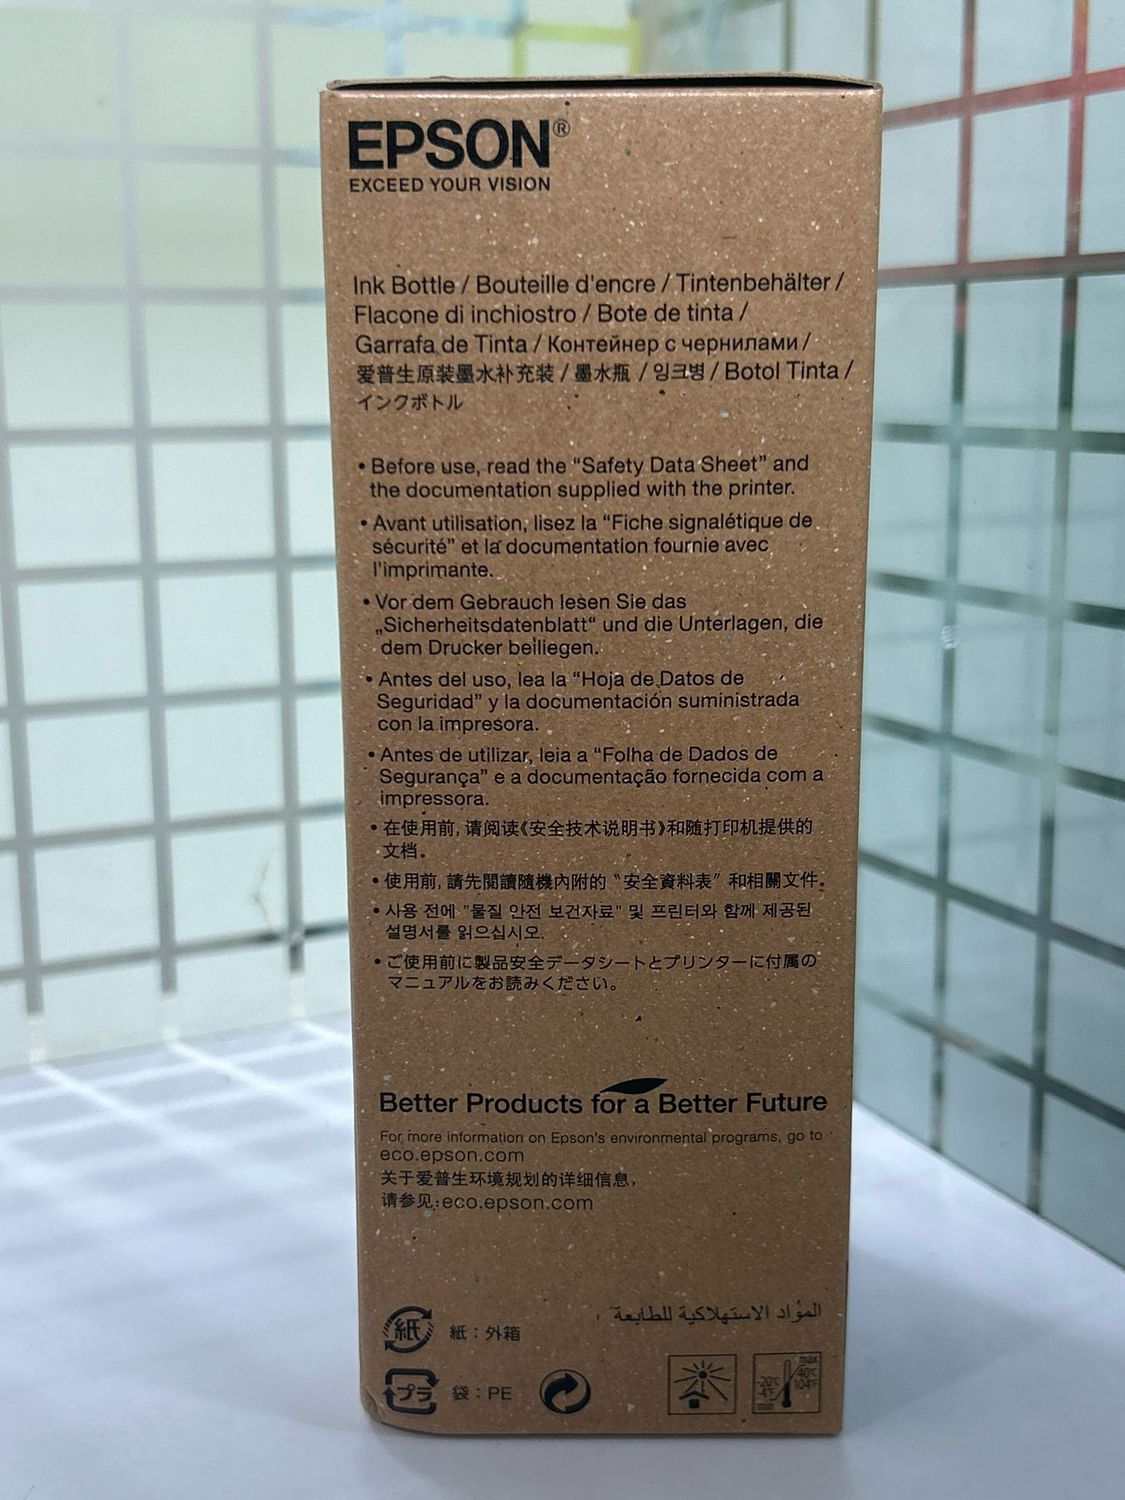 EPSON®
EXCEED YOUR VISION
Ink Bottle / Bouteille d'encre / Tintenbehälter /
Flacone di inchiostro / Bote de tinta /
Garrafa de Tinta / Контейнер с чернилами /
爱普生原装墨水补充装 / 墨水瓶 / 잉크병 / Botol Tinta /
インクボトル
• Before use, read the “Safety Data Sheet” and
the documentation supplied with the printer.
• Avant utilisation, lisez la “Fiche signalétique de
sécurité” et la documentation fournie avec
l'imprimante.
• Vor dem Gebrauch lesen Sie das
„Sicherheitsdatenblatt“ und die Unterlagen, die
dem Drucker beiliegen.
• Antes del uso, lea la “Hoja de Datos de
Seguridad” y la documentación suministrada
con la impresora.
• Antes de utilizar, leia a “Folha de Dados de
Segurança” e a documentação fornecida com a
impressora.
• 在使用前, 请阅读《安全技术说明书》和随打印机提供的
文档。
• 使用前, 請先閱讀隨機內附的〝安全資料表〞和相關文件。
• 사용 전에 "물질 안전 보건자료" 및 프린터와 함께 제공된
설명서를 읽으십시오.
• ご使用前に製品安全データシートとプリンターに付属の
マニュアルをお読みください。
Better Products for a Better Future
For more information on Epson's environmental programs, go to
eco.epson.com
关于爱普生环境规划的详细信息,
请参见:eco.epson.com
المواد الاستهلاكية للطابعة
紙 紙：外箱
プラ 袋：PE
max
40℃
104°F
-20℃
-4°F
min